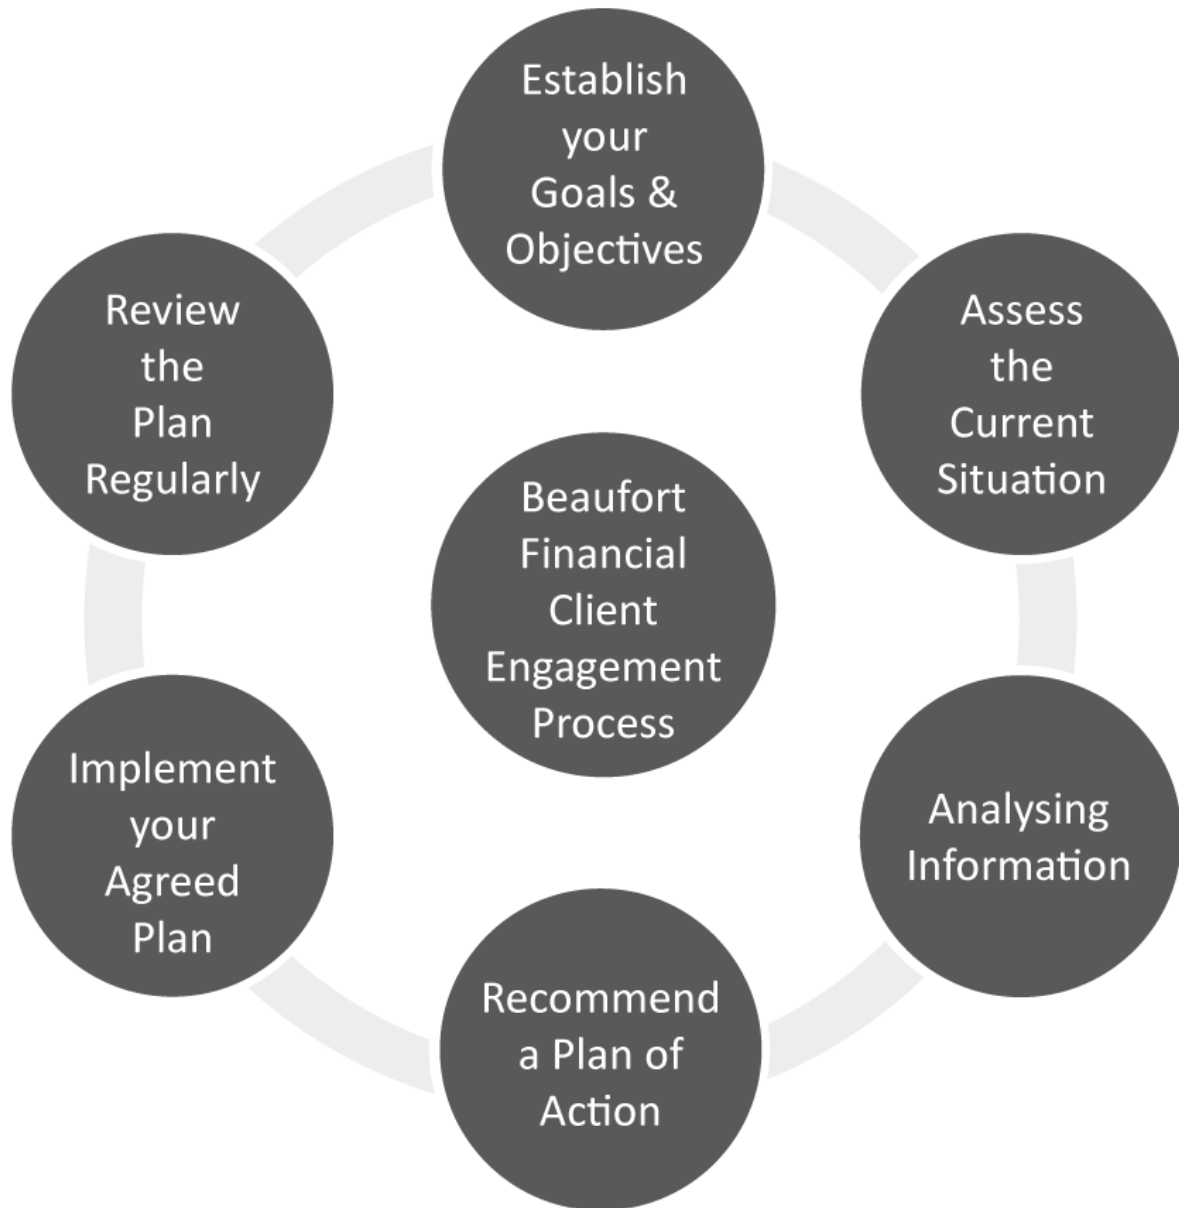 Establish
your
Goals &
Objectives
Assess
the
Current
Situation
Analysing
Information
Recommend
a Plan of
Action
Implement
your
Agreed
Plan
Review
the
Plan
Regularly
Beaufort
Financial
Client
Engagement
Process